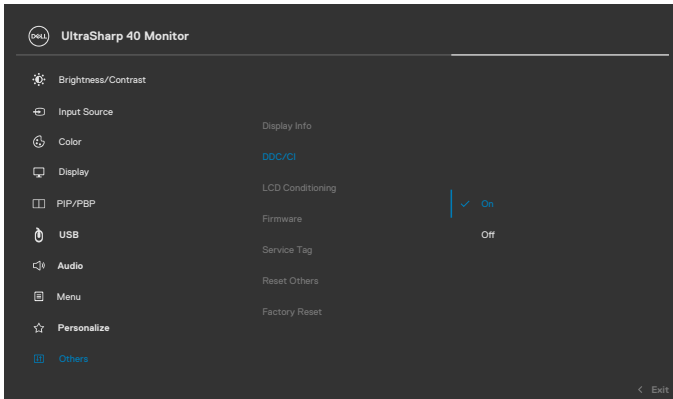 DELL
UltraSharp 40 Monitor
Brightness/Contrast
Input Source
Color
Display
PIP/PBP
USB
Audio
Menu
Personalize
Others
Display Info
DDC/CI
LCD Conditioning
Firmware
Service Tag
Reset Others
Factory Reset
On
Off
Exit